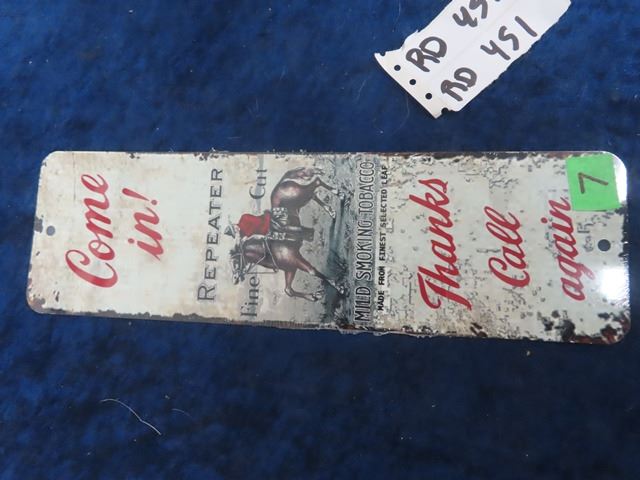 RD 451
RD 451
Come
in!
REPEATER
Fine Cut
MILD SMOKING TOBACCO
MADE FROM FINEST SELECTED LEAF
Thanks
Call
again
7